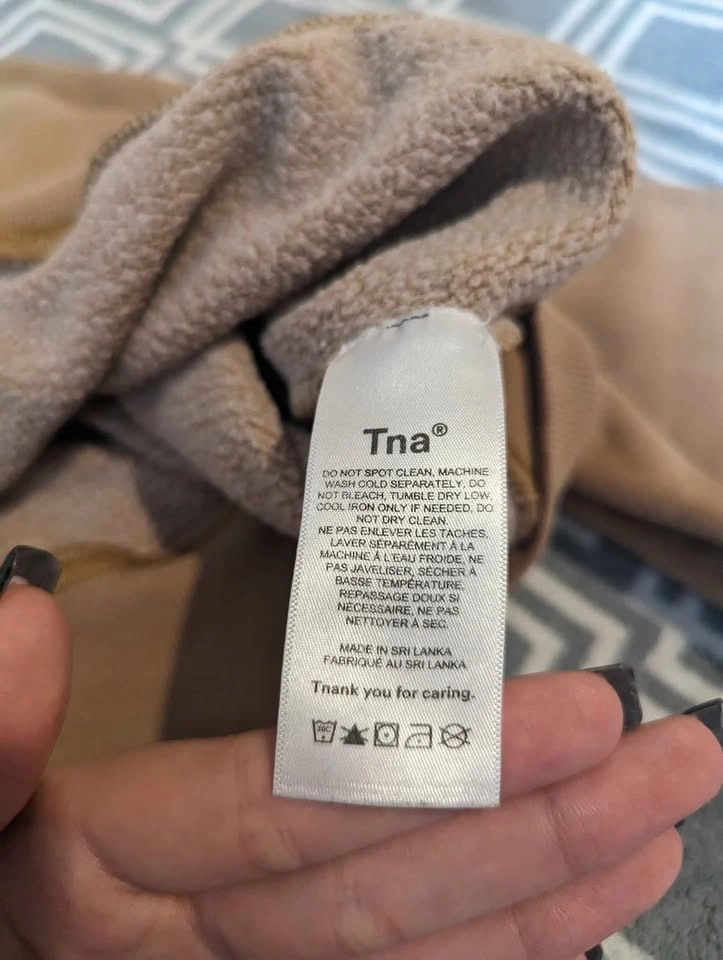 Tna®
DO NOT SPOT CLEAN, MACHINE
WASH COLD SEPARATELY, DO
NOT BLEACH, TUMBLE DRY LOW,
COOL IRON ONLY IF NEEDED, DO
NOT DRY CLEAN.
NE PAS ENLEVER LES TACHES,
LAVER SÉPARÉMENT À LA
MACHINE À L'EAU FROIDE, NE
PAS JAVELISER, SÉCHER À
BASSE TEMPÉRATURE,
REPASSAGE DOUX SI
NÉCESSAIRE, NE PAS
NETTOYER À SEC.
MADE IN SRI LANKA
FABRIQUÉ AU SRI LANKA
Tnank you for caring.
30C